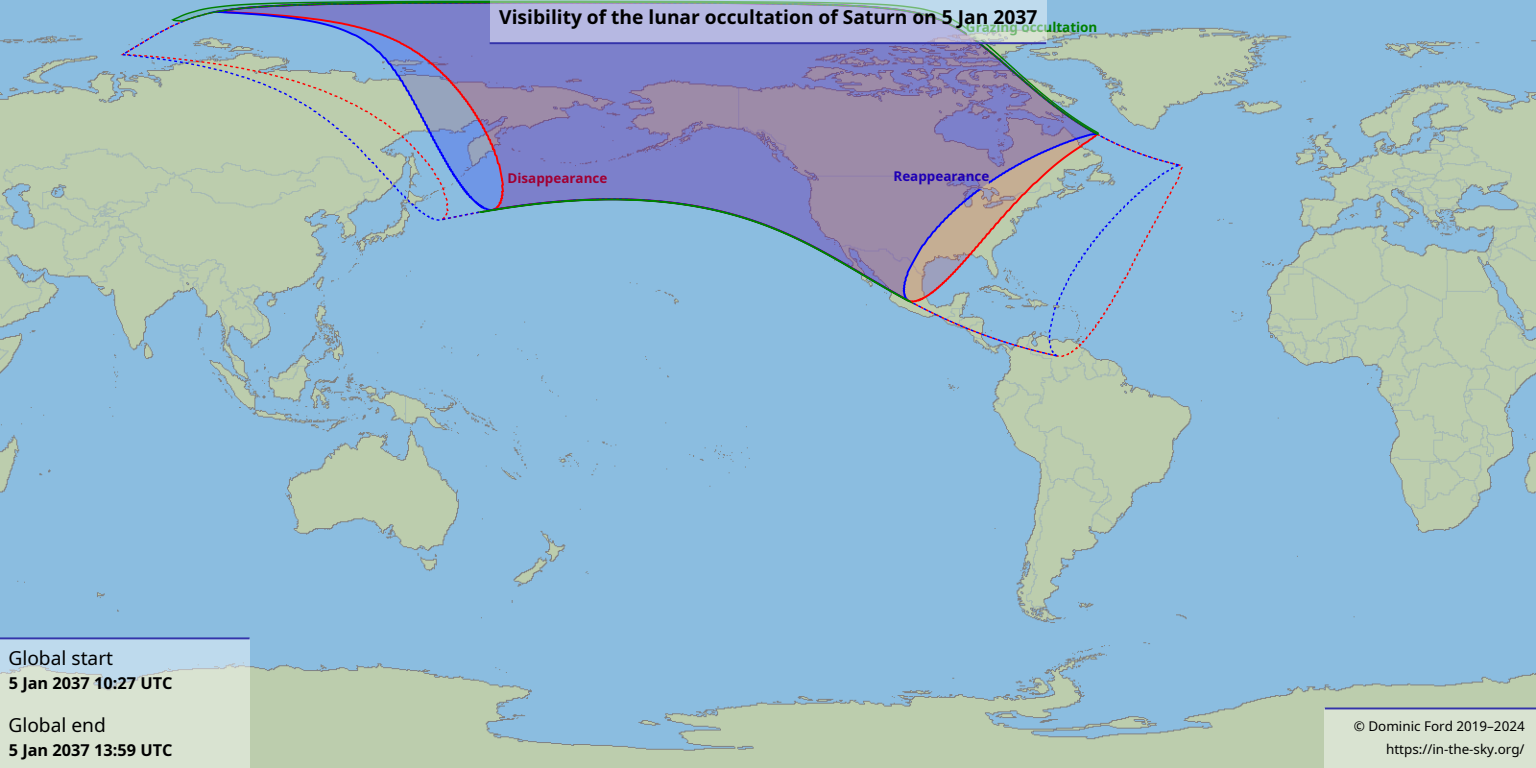 Visibility of the lunar occultation of Saturn on 5 Jan 2037
Grazing occultation
Disappearance
Reappearance
Global start
5 Jan 2037 10:27 UTC
Global end
5 Jan 2037 13:59 UTC
© Dominic Ford 2019–2024
https://in-the-sky.org/